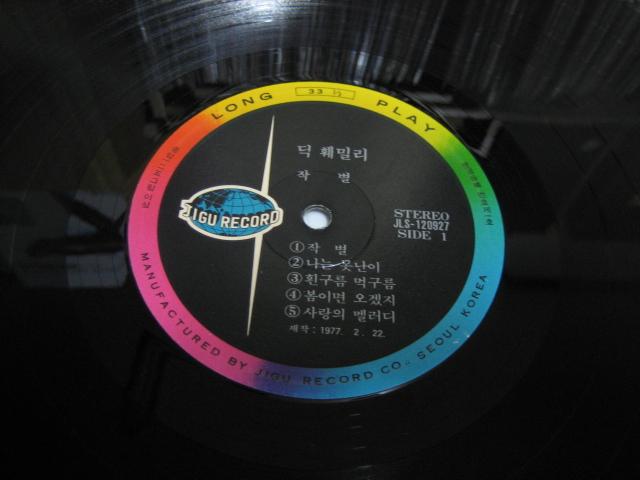 LONG PLAY
33 ⅓
딕 훼밀리
작 별
JIGU RECORD
STEREO
JLS-120927
SIDE 1
①작 별
②나는 못난이
③흰구름 먹구름
④봄이면 오겠지
⑤사랑의 멜러디
제작:1977. 2. 22.
MANUFACTURED BY JIGU RECORD CO., SEOUL KOREA